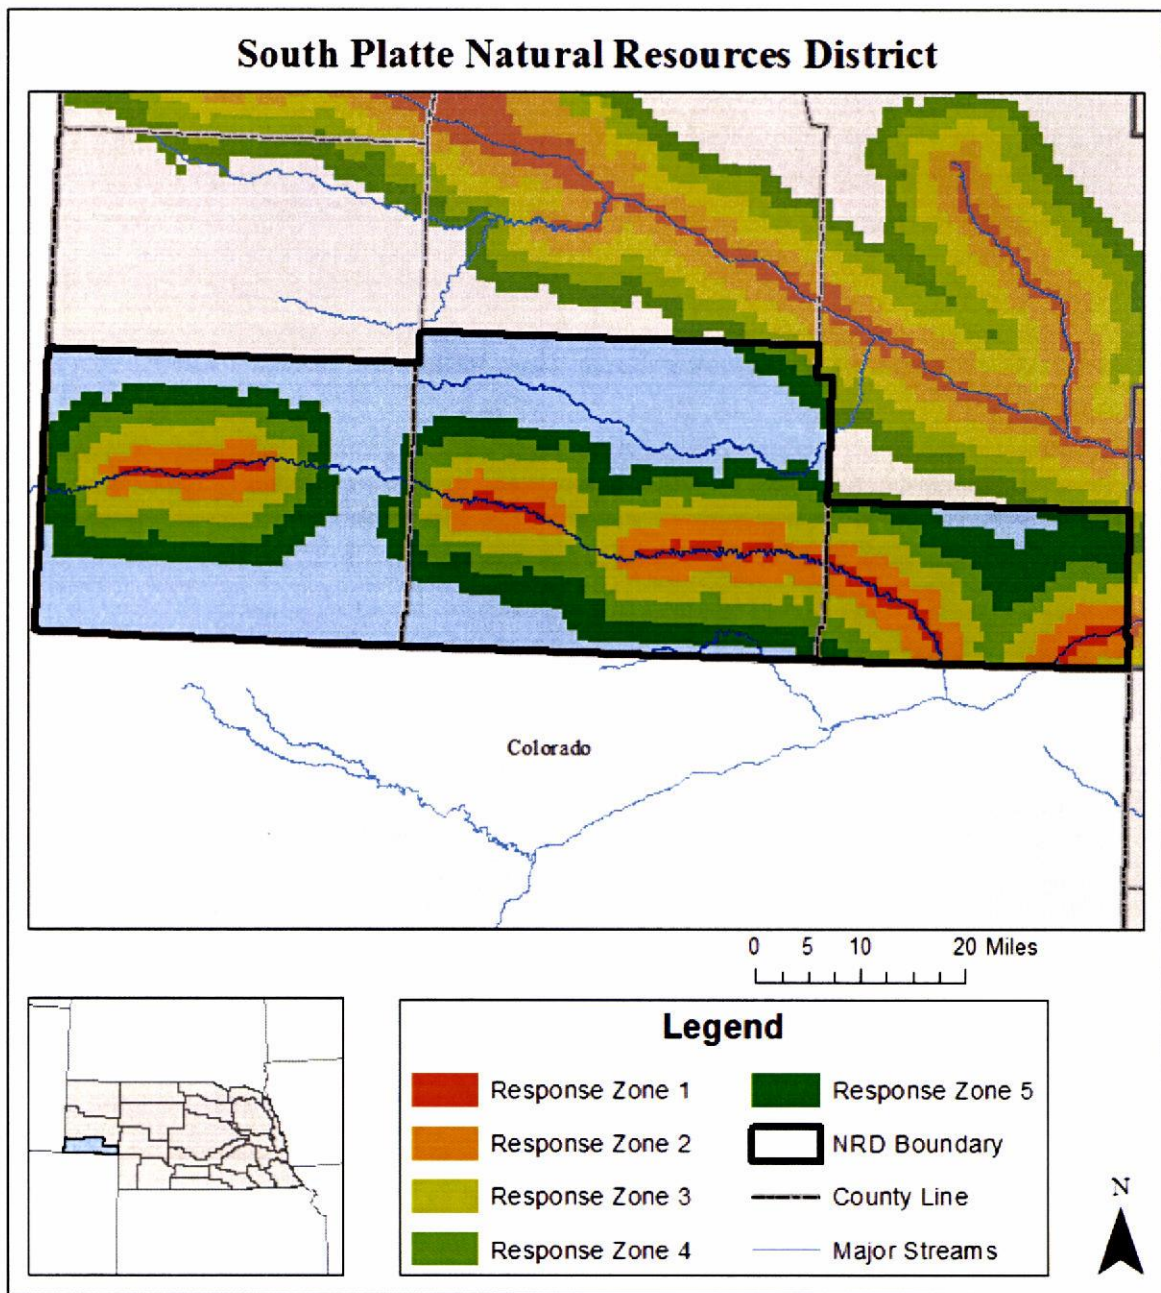 South Platte Natural Resources District
Colorado
0 5 10 20 Miles
Legend
Response Zone 1
Response Zone 2
Response Zone 3
Response Zone 4
Response Zone 5
NRD Boundary
County Line
Major Streams
N